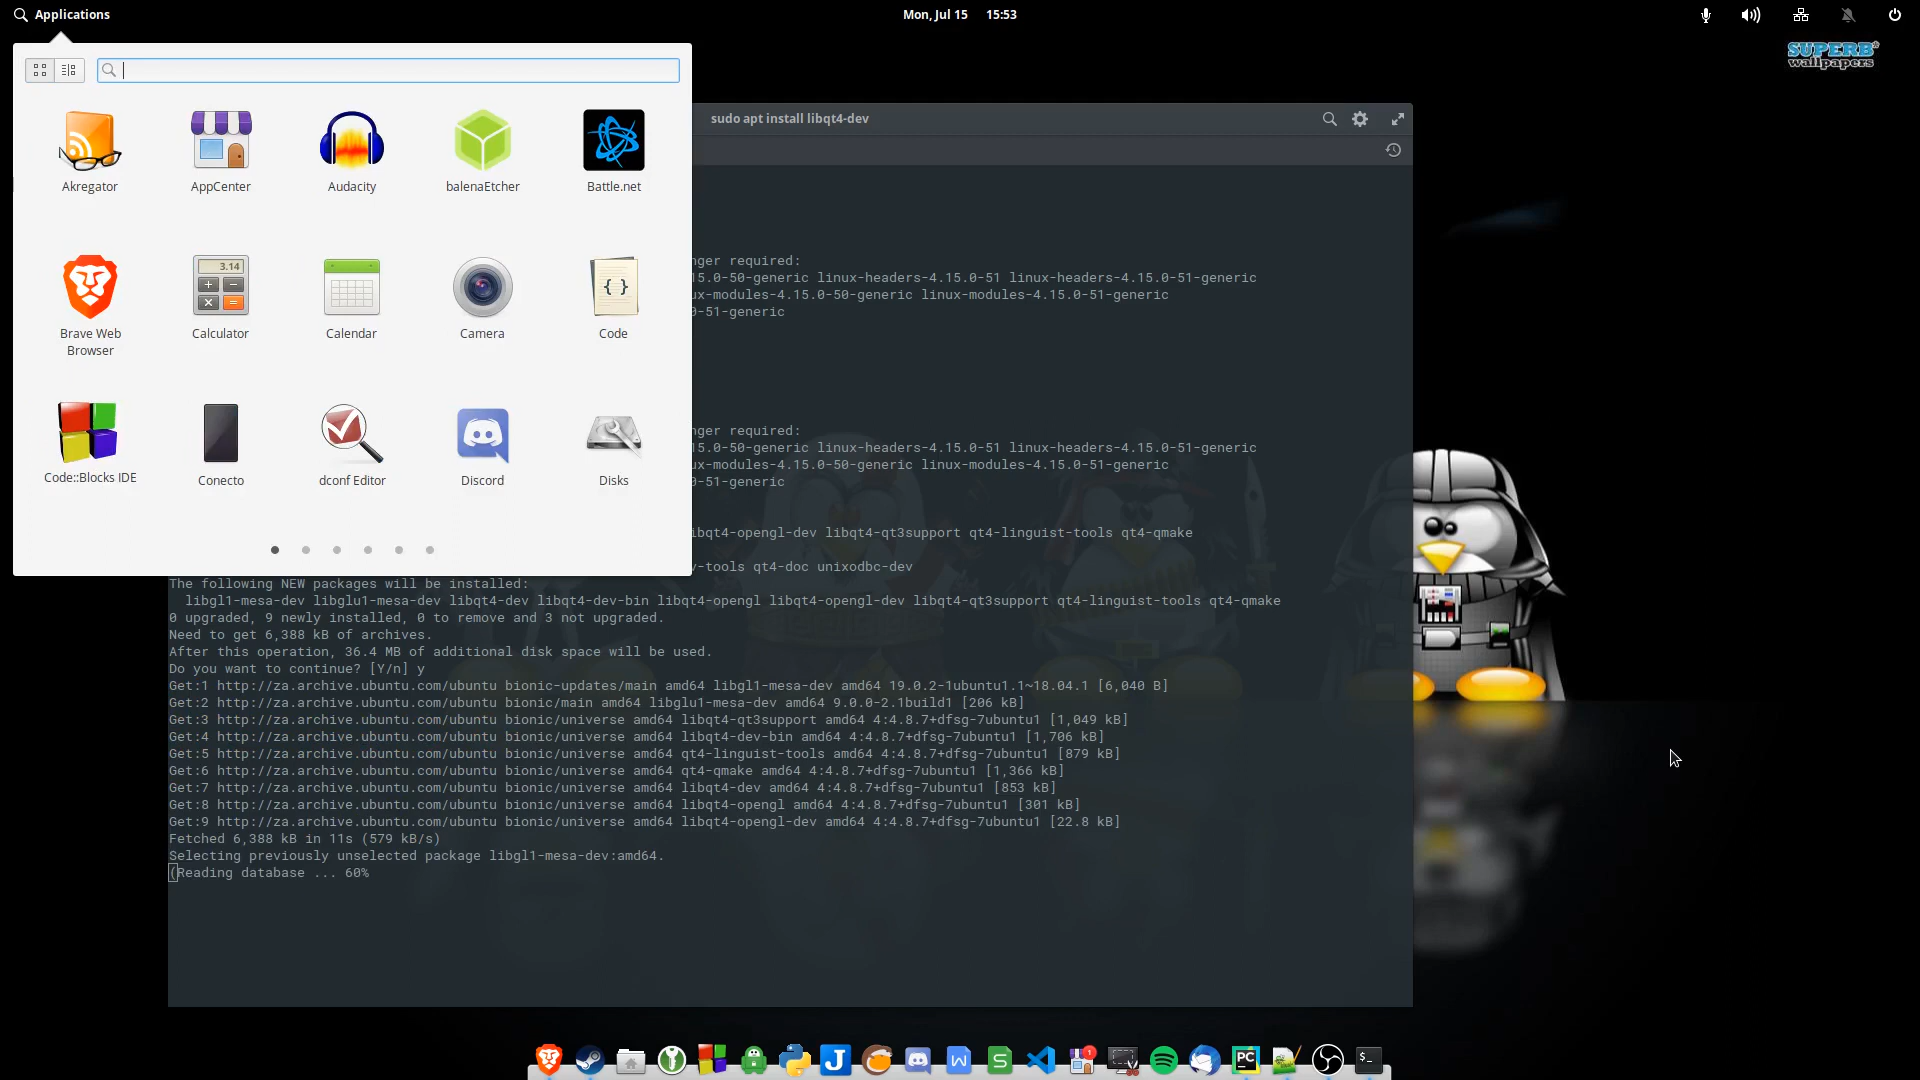 Applications
Mon, Jul 15 15:53
SUPERB
wallpapers
sudo apt install libqt4-dev
Akregator
AppCenter
Audacity
balenaEtcher
Battle.net
Brave Web
Browser
3.14
Calculator
Calendar
Camera
Code
Code::Blocks IDE
Conecto
dconf Editor
Discord
Disks
nger required:
5.0-50-generic linux-headers-4.15.0-51 linux-headers-4.15.0-51-generic
ux-modules-4.15.0-50-generic linux-modules-4.15.0-51-generic
0-51-generic
nger required:
5.0-50-generic linux-headers-4.15.0-51 linux-headers-4.15.0-51-generic
ux-modules-4.15.0-50-generic linux-modules-4.15.0-51-generic
0-51-generic
ibqt4-opengl-dev libqt4-qt3support qt4-linguist-tools qt4-qmake
v-tools qt4-doc unixodbc-dev
The following NEW packages will be installed:
libgl1-mesa-dev libglu1-mesa-dev libqt4-dev libqt4-dev-bin libqt4-opengl libqt4-opengl-dev libqt4-qt3support qt4-linguist-tools qt4-qmake
0 upgraded, 9 newly installed, 0 to remove and 3 not upgraded.
Need to get 6,388 kB of archives.
After this operation, 36.4 MB of additional disk space will be used.
Do you want to continue? [Y/n] y
Get:1 http://za.archive.ubuntu.com/ubuntu bionic-updates/main amd64 libgl1-mesa-dev amd64 19.0.2-1ubuntu1.1~18.04.1 [6,040 B]
Get:2 http://za.archive.ubuntu.com/ubuntu bionic/main amd64 libglu1-mesa-dev amd64 9.0.0-2.1build1 [206 kB]
Get:3 http://za.archive.ubuntu.com/ubuntu bionic/universe amd64 libqt4-qt3support amd64 4:4.8.7+dfsg-7ubuntu1 [1,049 kB]
Get:4 http://za.archive.ubuntu.com/ubuntu bionic/universe amd64 libqt4-dev-bin amd64 4:4.8.7+dfsg-7ubuntu1 [1,706 kB]
Get:5 http://za.archive.ubuntu.com/ubuntu bionic/universe amd64 qt4-linguist-tools amd64 4:4.8.7+dfsg-7ubuntu1 [879 kB]
Get:6 http://za.archive.ubuntu.com/ubuntu bionic/universe amd64 qt4-qmake amd64 4:4.8.7+dfsg-7ubuntu1 [1,366 kB]
Get:7 http://za.archive.ubuntu.com/ubuntu bionic/universe amd64 libqt4-dev amd64 4:4.8.7+dfsg-7ubuntu1 [853 kB]
Get:8 http://za.archive.ubuntu.com/ubuntu bionic/universe amd64 libqt4-opengl amd64 4:4.8.7+dfsg-7ubuntu1 [301 kB]
Get:9 http://za.archive.ubuntu.com/ubuntu bionic/universe amd64 libqt4-opengl-dev amd64 4:4.8.7+dfsg-7ubuntu1 [22.8 kB]
Fetched 6,388 kB in 11s (579 kB/s)
Selecting previously unselected package libgl1-mesa-dev:amd64.
(Reading database ... 60%
J W S 1 PC $_